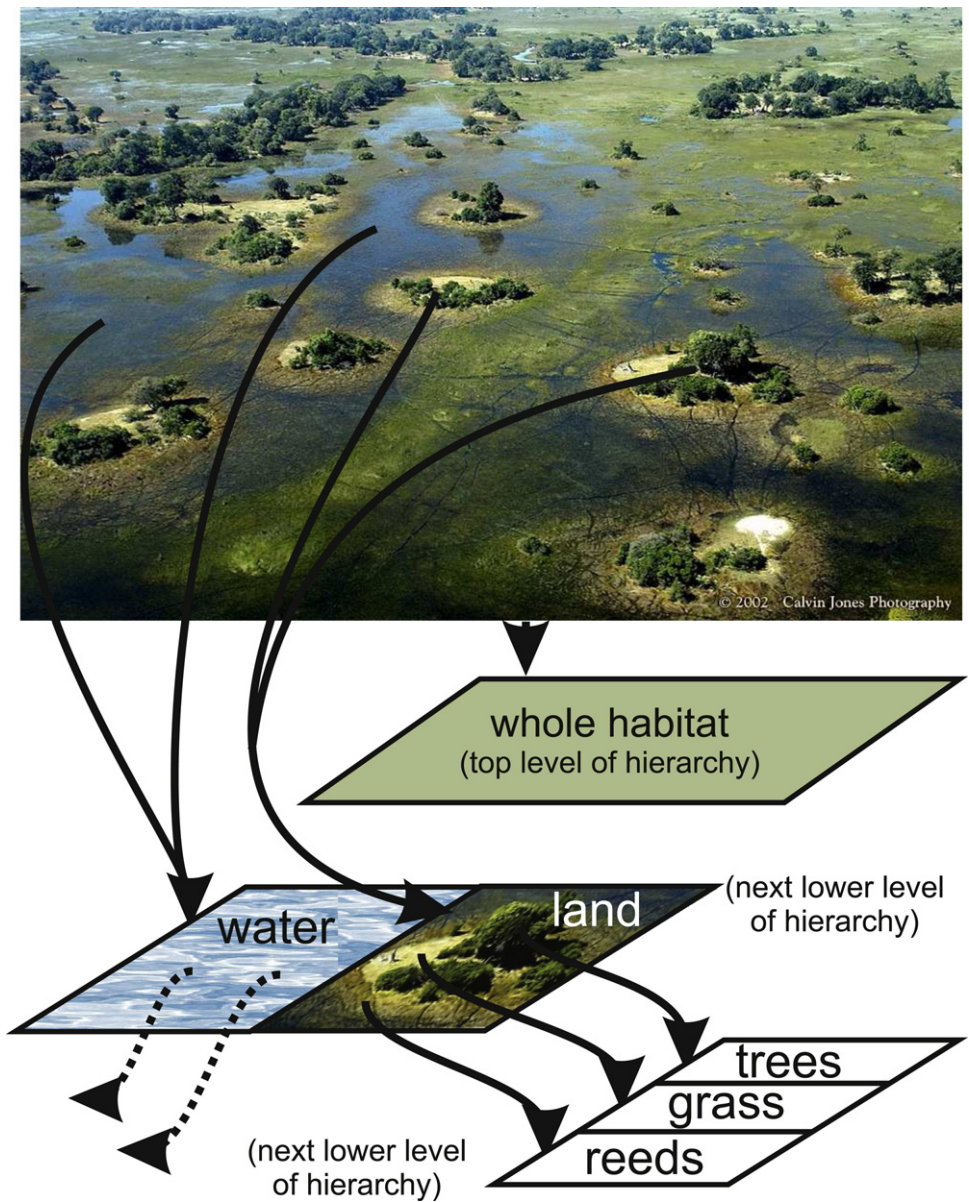 © 2002 Calvin Jones Photography
whole habitat
(top level of hierarchy)
water
land
(next lower level
of hierarchy)
trees
grass
reeds
(next lower level
of hierarchy)